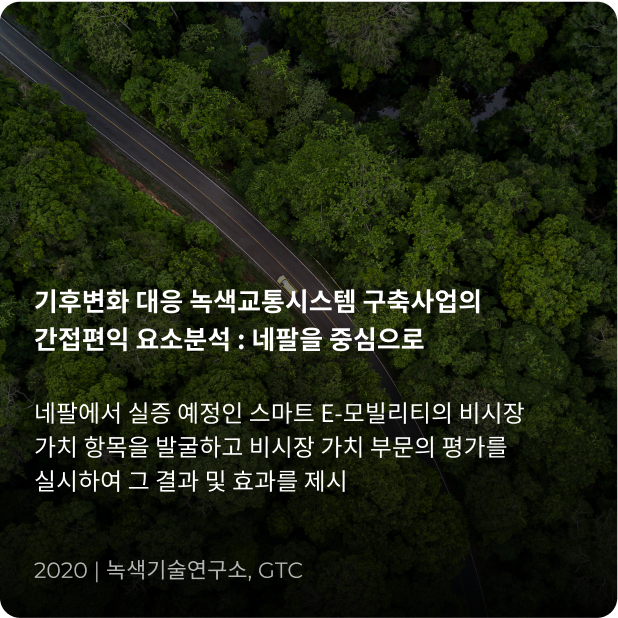 기후변화 대응 녹색교통시스템 구축사업의
간접편익 요소분석 : 네팔을 중심으로
네팔에서 실증 예정인 스마트 E-모빌리티의 비시장
가치 항목을 발굴하고 비시장 가치 부문의 평가를
실시하여 그 결과 및 효과를 제시
2020 | 녹색기술연구소, GTC